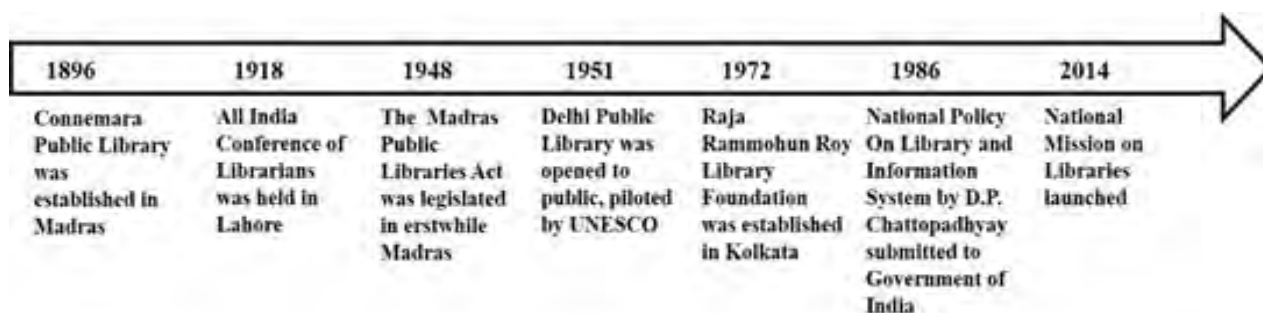 1896 1918 1948 1951 1972 1986 2014
Connemara
Public Library
was
established in
Madras
All India
Conference of
Librarians
was held in
Lahore
The Madras
Public
Libraries Act
was legislated
in erstwhile
Madras
Delhi Public
Library was
opened to
public, piloted
by UNESCO
Raja
Rammohun Roy
Library
Foundation
was established
in Kolkata
National Policy
On Library and
Information
System by D.P.
Chattopadhyay
submitted to
Government of
India
National
Mission on
Libraries
launched